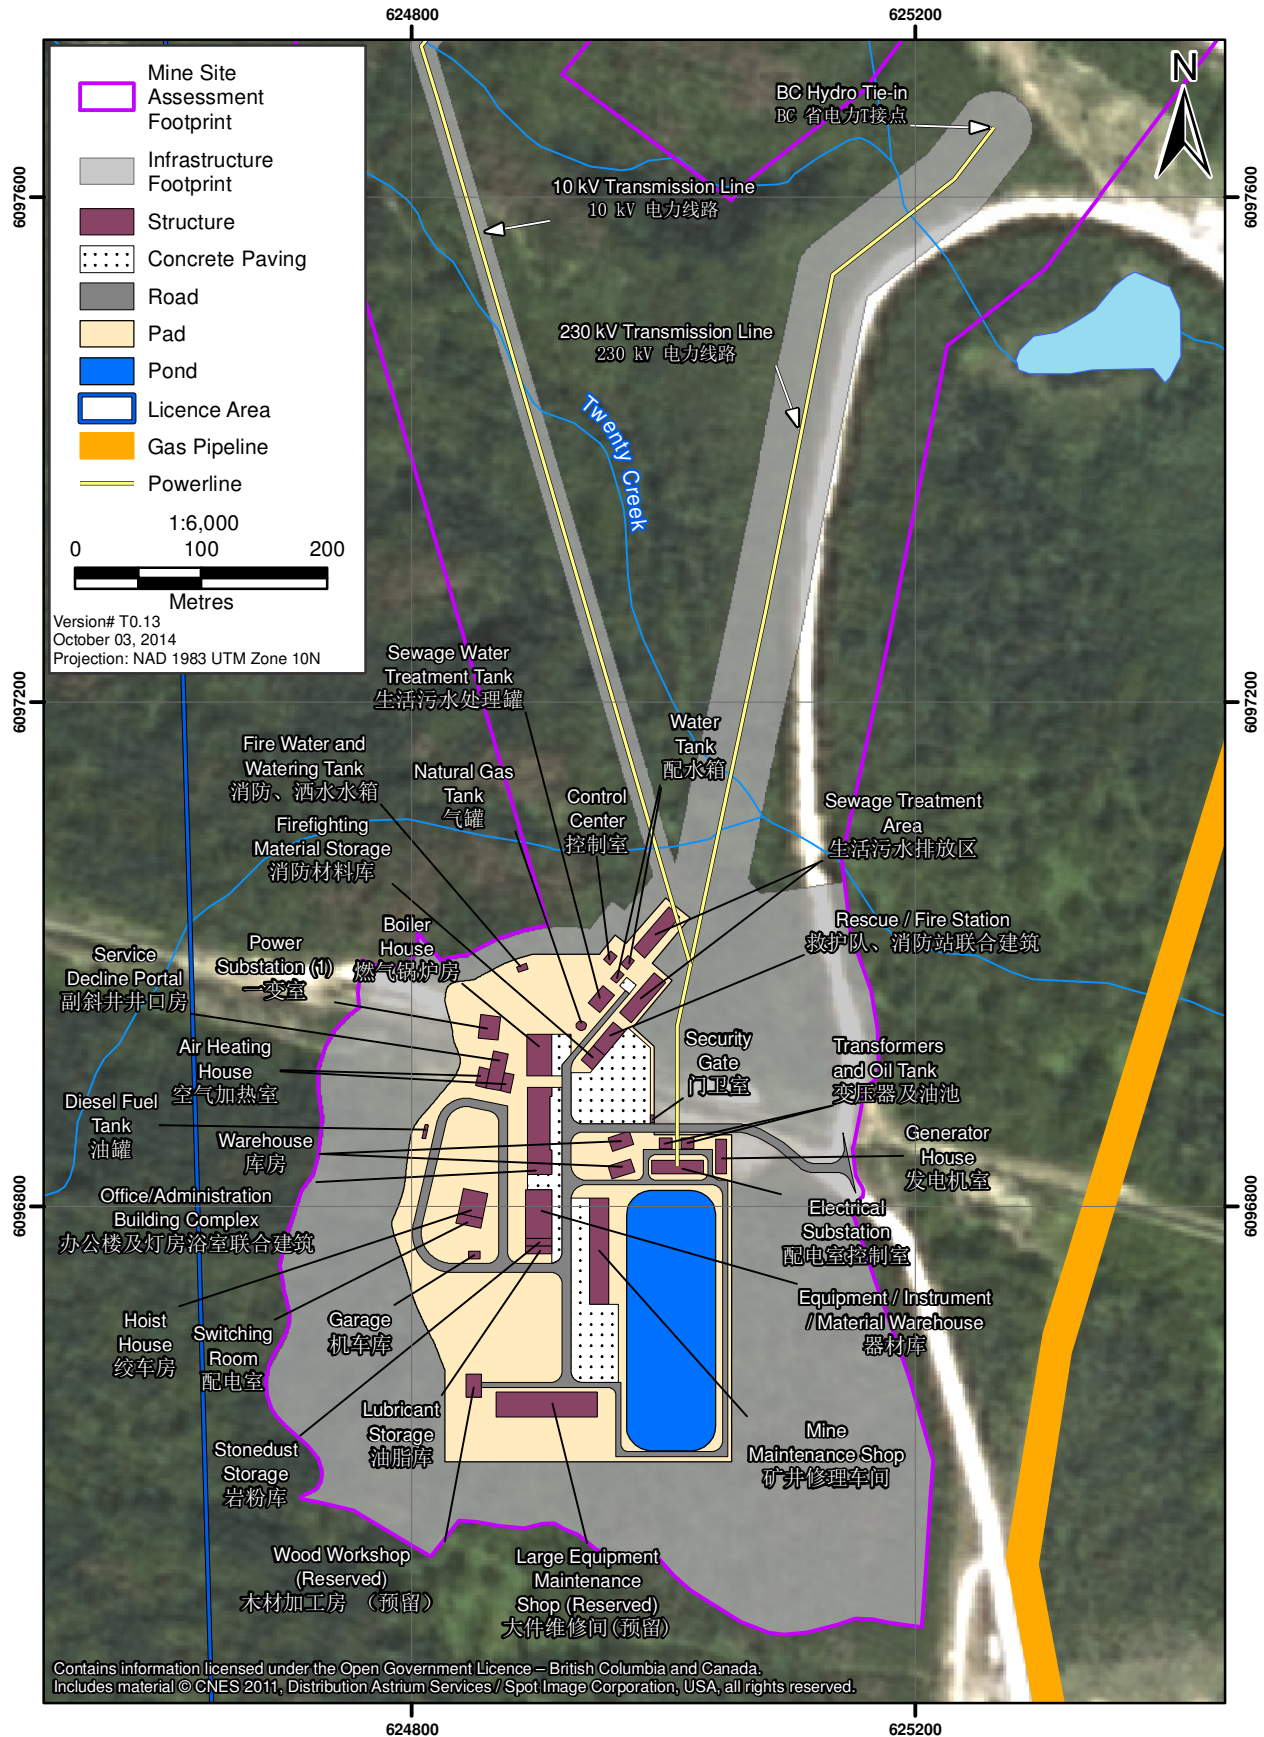 624800
625200
Mine Site
Assessment
Footprint
Infrastructure
Footprint
Structure
Concrete Paving
Road
Pad
Pond
Licence Area
Gas Pipeline
Powerline
1:6,000
0 100 200
Metres
Version# T0.13
October 03, 2014
Projection: NAD 1983 UTM Zone 10N
N
BC Hydro Tie-in
BC 省电力T接点
6097600
6097600
10 kV Transmission Line
10 kV 电力线路
230 kV Transmission Line
230 kV 电力线路
Twenty Creek
Sewage Water
Treatment Tank
生活污水处理罐
6097200
6097200
Water
Tank
配水箱
Fire Water and
Watering Tank
消防、洒水水箱
Natural Gas
Tank
气罐
Control
Center
控制室
Sewage Treatment
Area
生活污水排放区
Firefighting
Material Storage
消防材料库
Boiler
House
燃气锅炉房
Rescue / Fire Station
救护队、消防站联合建筑
Power
Substation (1)
一变室
Service
Decline Portal
副斜井井口房
Air Heating
House
空气加热室
Security
Gate
门卫室
Transformers
and Oil Tank
变压器及油池
Diesel Fuel
Tank
油罐
Warehouse
库房
Generator
House
发电机室
Office/Administration
Building Complex
办公楼及灯房浴室联合建筑
6096800
6096800
Electrical
Substation
配电室控制室
Equipment / Instrument
/ Material Warehouse
器材库
Hoist
House
绞车房
Switching
Room
配电室
Garage
机车库
Lubricant
Storage
油脂库
Mine
Maintenance Shop
矿井修理车间
Stonedust
Storage
岩粉库
Wood Workshop
(Reserved)
木材加工房 （预留）
Large Equipment
Maintenance
Shop (Reserved)
大件维修间(预留)
Contains information licensed under the Open Government Licence – British Columbia and Canada.
Includes material © CNES 2011, Distribution Astrium Services / Spot Image Corporation, USA, all rights reserved.
624800
625200